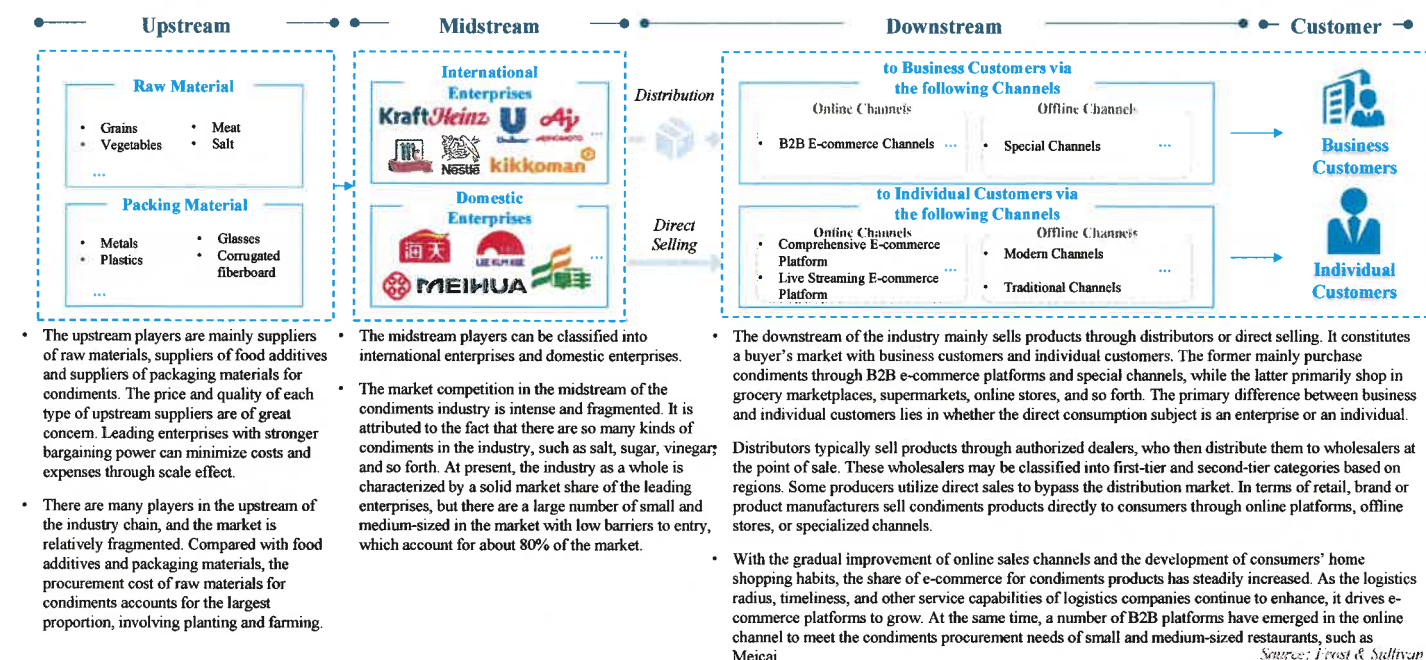 Upstream
Midstream
Downstream
Customer
Raw Material
• Grains
• Vegetables
• Meat
• Salt
...
Packing Material
• Metals
• Plastics
• Glasses
• Corrugated
fiberboard
...
International
Enterprises
KraftHeinz
Unilever
AJINOMOTO
Nestlé
kikkoman
...
Domestic
Enterprises
海天
LEE KUM KEE
MEIHUA
阜丰
...
Distribution
Direct
Selling
to Business Customers via
the following Channels
Online Channels
Offline Channels
• B2B E-commerce Channels ...
• Special Channels ...
to Individual Customers via
the following Channels
Online Channels
Offline Channels
• Comprehensive E-commerce
Platform
• Live Streaming E-commerce
Platform
...
• Modern Channels
• Traditional Channels
...
Business
Customers
Individual
Customers
• The upstream players are mainly suppliers
of raw materials, suppliers of food additives
and suppliers of packaging materials for
condiments. The price and quality of each
type of upstream suppliers are of great
concern. Leading enterprises with stronger
bargaining power can minimize costs and
expenses through scale effect.
• There are many players in the upstream of
the industry chain, and the market is
relatively fragmented. Compared with food
additives and packaging materials, the
procurement cost of raw materials for
condiments accounts for the largest
proportion, involving planting and farming.
• The midstream players can be classified into
international enterprises and domestic enterprises.
• The market competition in the midstream of the
condiments industry is intense and fragmented. It is
attributed to the fact that there are so many kinds of
condiments in the industry, such as salt, sugar, vinegar,
and so forth. At present, the industry as a whole is
characterized by a solid market share of the leading
enterprises, but there are a large number of small and
medium-sized in the market with low barriers to entry,
which account for about 80% of the market.
• The downstream of the industry mainly sells products through distributors or direct selling. It constitutes
a buyer's market with business customers and individual customers. The former mainly purchase
condiments through B2B e-commerce platforms and special channels, while the latter primarily shop in
grocery marketplaces, supermarkets, online stores, and so forth. The primary difference between business
and individual customers lies in whether the direct consumption subject is an enterprise or an individual.
• Distributors typically sell products through authorized dealers, who then distribute them to wholesalers at
the point of sale. These wholesalers may be classified into first-tier and second-tier categories based on
regions. Some producers utilize direct sales to bypass the distribution market. In terms of retail, brand or
product manufacturers sell condiments products directly to consumers through online platforms, offline
stores, or specialized channels.
• With the gradual improvement of online sales channels and the development of consumers' home
shopping habits, the share of e-commerce for condiments products has steadily increased. As the logistics
radius, timeliness, and other service capabilities of logistics companies continue to enhance, it drives e-
commerce platforms to grow. At the same time, a number of B2B platforms have emerged in the online
channel to meet the condiments procurement needs of small and medium-sized restaurants, such as
Meicai
Source: Frost & Sullivan